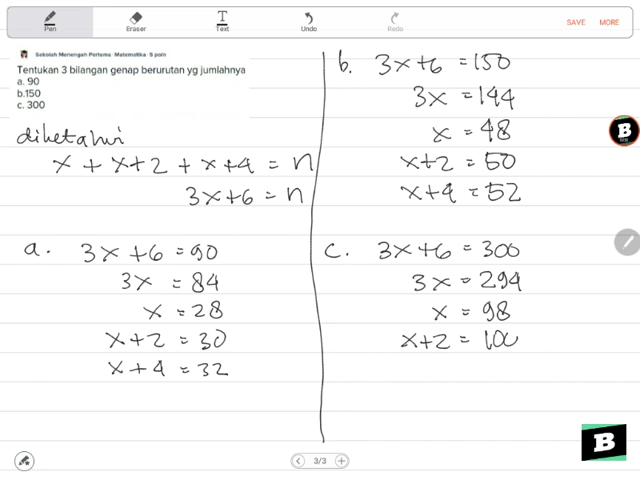 Pen
Eraser
Text
Undo
Redo
SAVE
MORE
Sekolah Menengah Pertama · Matematika · 5 poin
Tentukan 3 bilangan genap berurutan yg jumlahnya
a. 90
b.150
c. 300
diketahui
x + x+2 + x+4 = n
3x+6 = n
a. 3x+6 = 90
3x = 84
x = 28
x+2 = 30
x+4 = 32
b. 3x+6 = 150
3x = 144
x = 48
x+2 = 50
x+4 = 52
c. 3x+6 = 300
3x = 294
x = 98
x+2 = 100
B
B
3/3